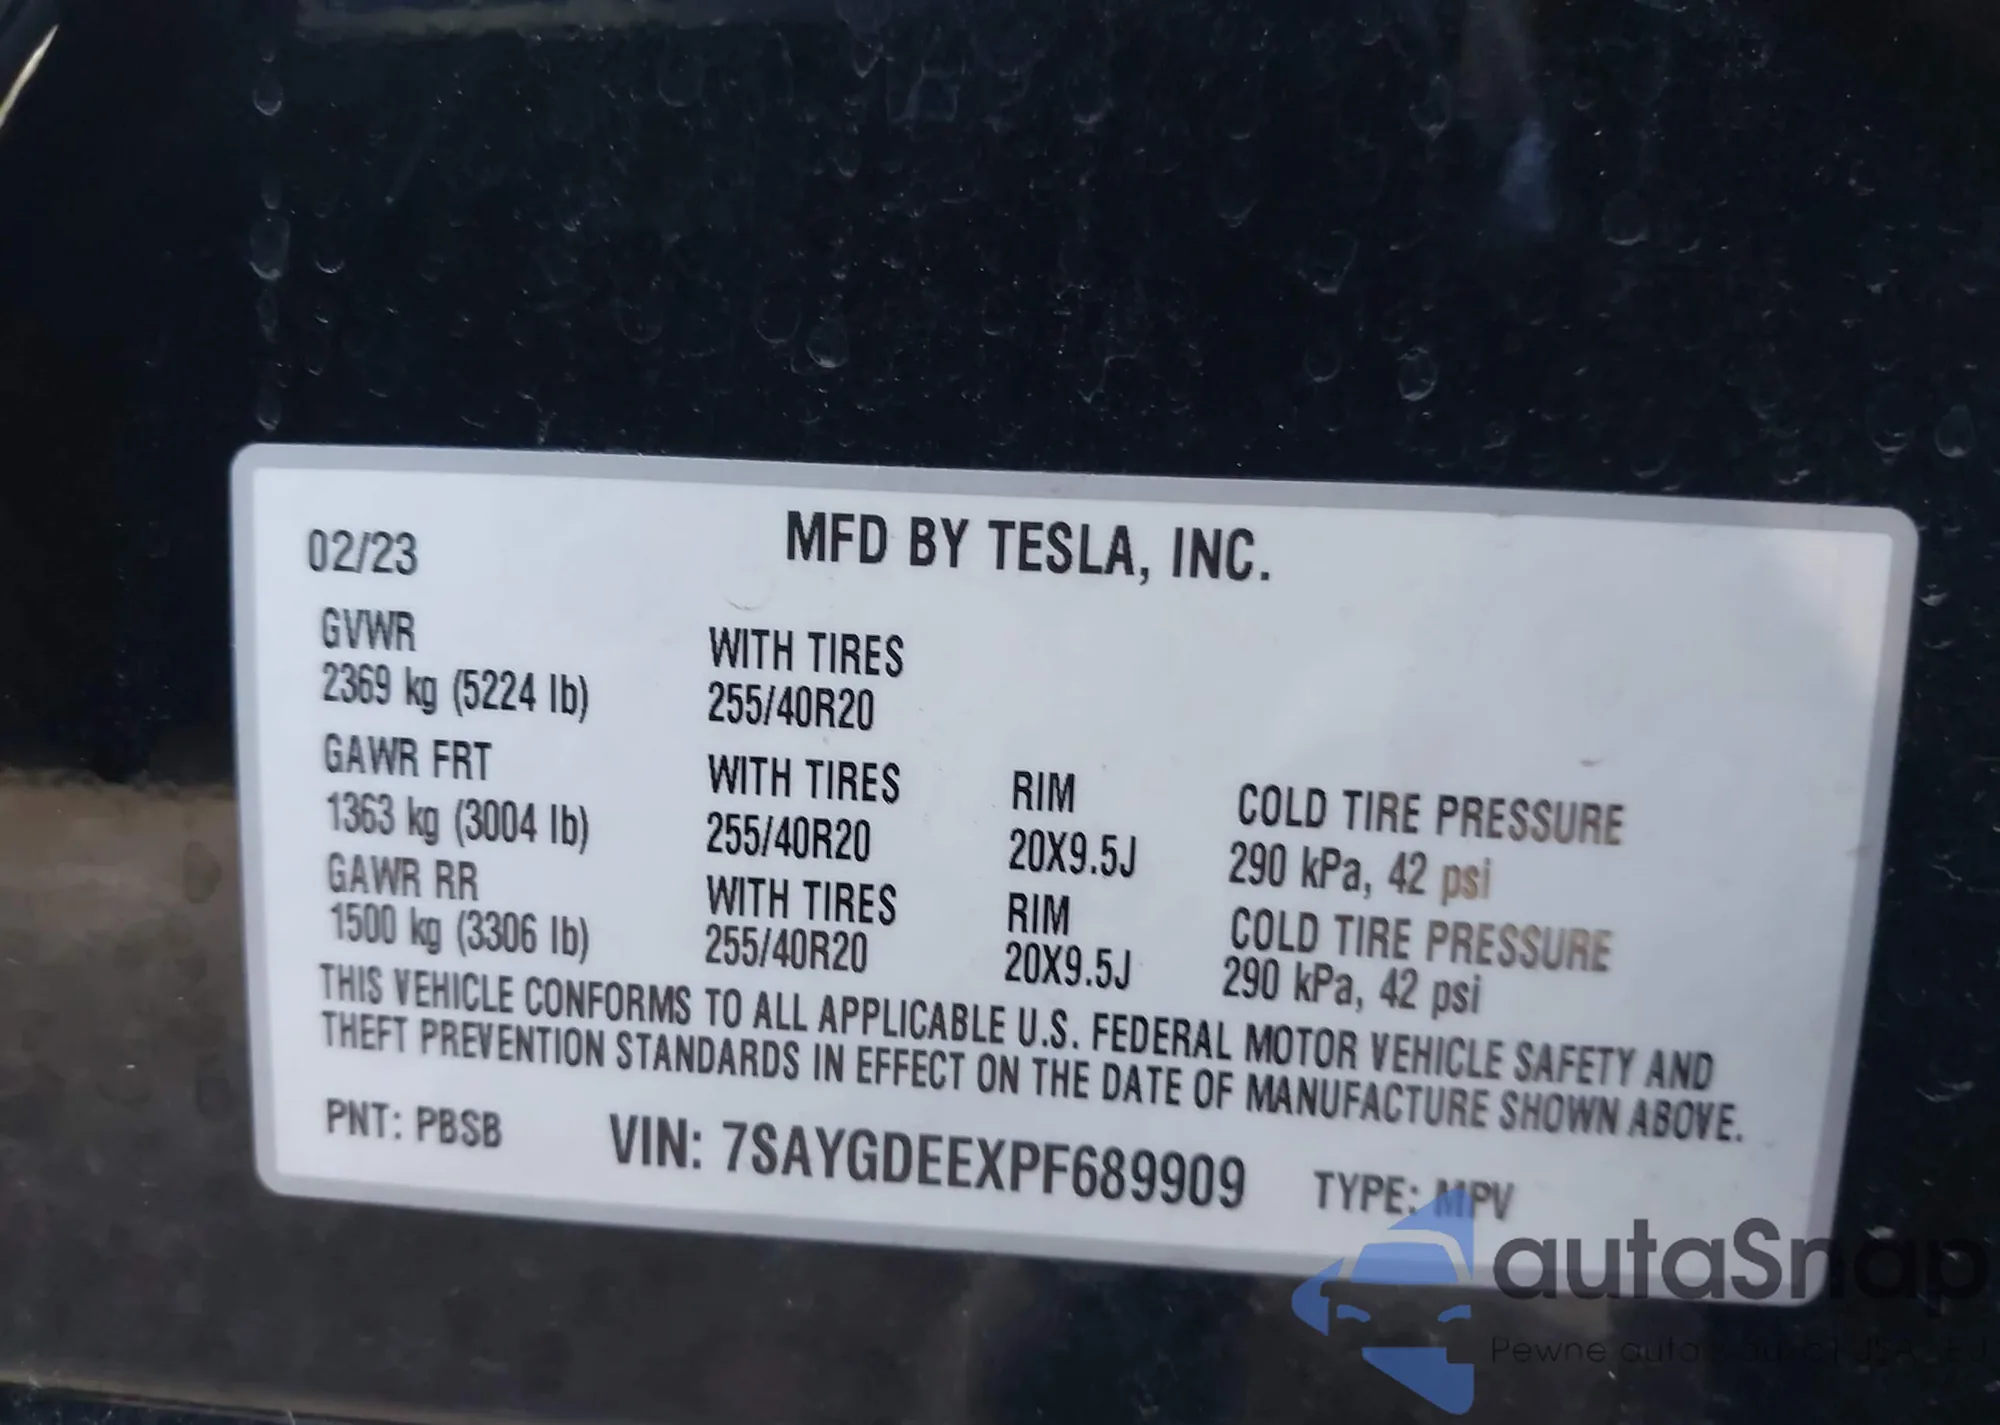 02/23 MFD BY TESLA, INC.
GVWR WITH TIRES
2369 kg (5224 lb) 255/40R20
GAWR FRT WITH TIRES RIM COLD TIRE PRESSURE
1363 kg (3004 lb) 255/40R20 20X9.5J 290 kPa, 42 psi
GAWR RR WITH TIRES RIM COLD TIRE PRESSURE
1500 kg (3306 lb) 255/40R20 20X9.5J 290 kPa, 42 psi
THIS VEHICLE CONFORMS TO ALL APPLICABLE U.S. FEDERAL MOTOR VEHICLE SAFETY AND
THEFT PREVENTION STANDARDS IN EFFECT ON THE DATE OF MANUFACTURE SHOWN ABOVE.
PNT: PBSB VIN: 7SAYGDEEXPF689909 TYPE: MPV
autaSnap
Pewne auta USA